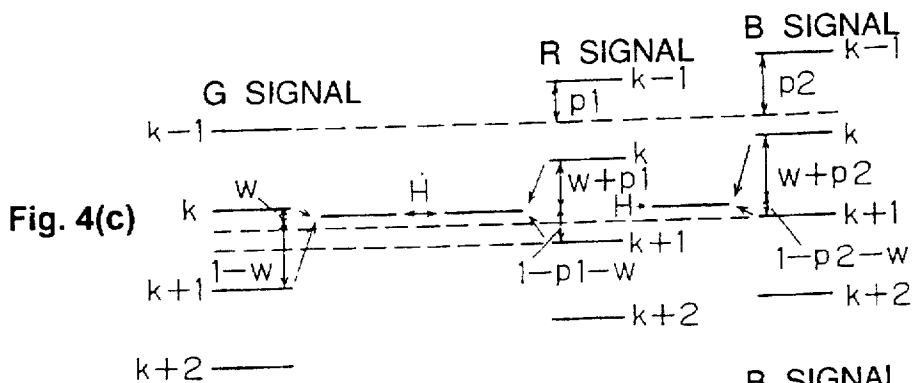 B SIGNAL
R SIGNAL
k-1
G SIGNAL
k-1
p1
p2
k-1
k
k
w
H
w+p1
w+p2
k
H
Fig. 4(c)
k+1
k+1
1-w
1-p1-w
1-p2-w
k+1
k+2
k+2
k+2
B SIGNAL